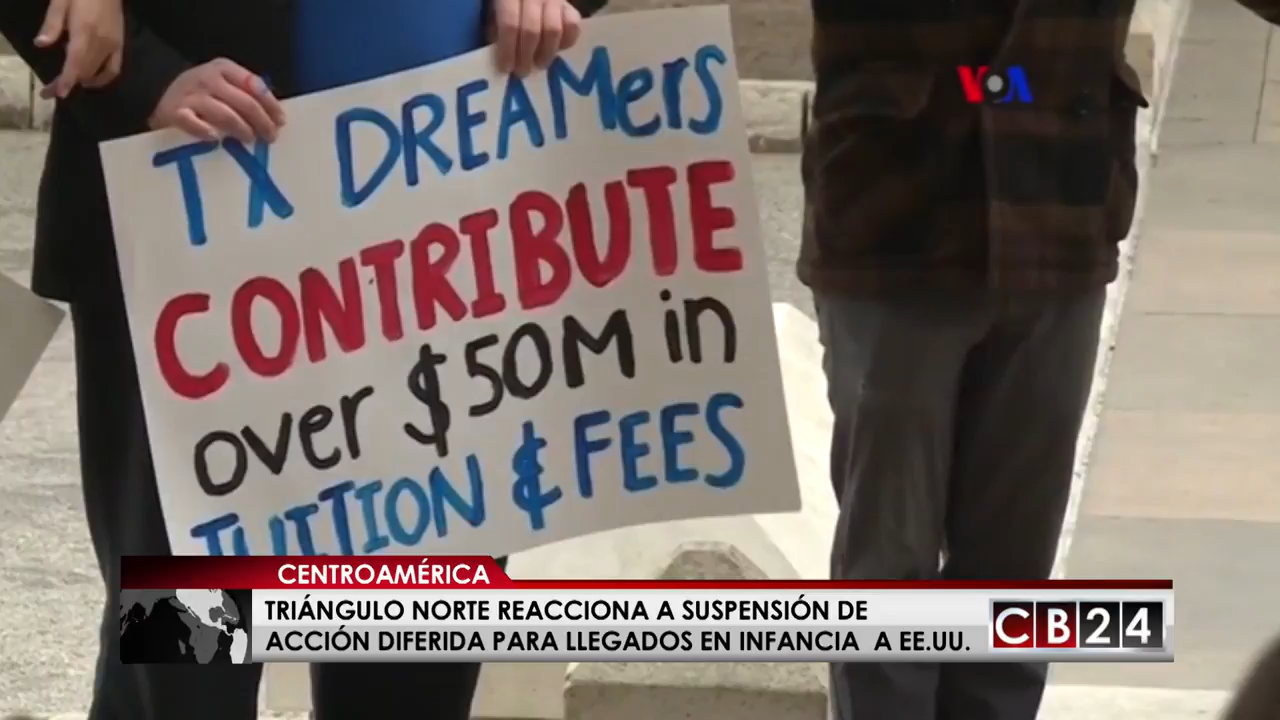 VOA
TX DREAMers
CONTRIBUTE
over $50M in
TUITION & FEES
CENTROAMÉRICA
TRIÁNGULO NORTE REACCIONA A SUSPENSIÓN DE
ACCIÓN DIFERIDA PARA LLEGADOS EN INFANCIA A EE.UU.
CB24